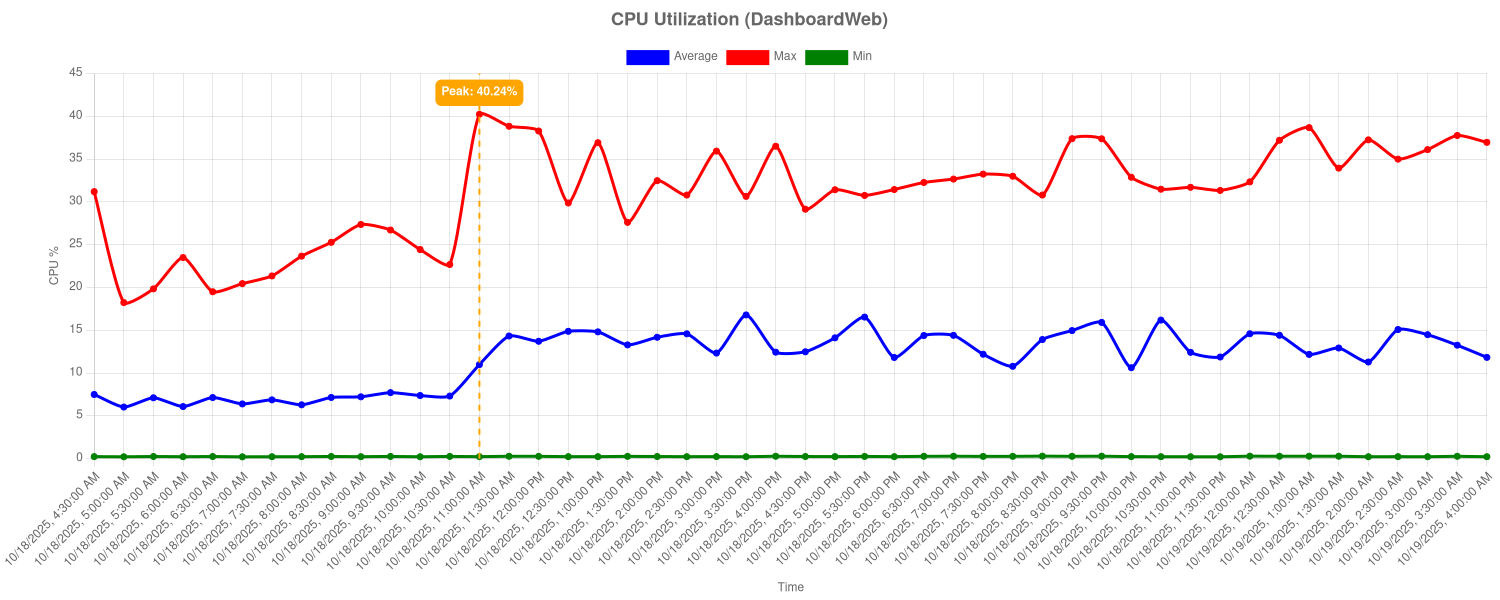 CPU Utilization (DashboardWeb)
Average
Max
Min
Peak: 40.24%
CPU %
45
40
35
30
25
20
15
10
5
0
10/18/2025, 4:30:00 AM
10/18/2025, 5:00:00 AM
10/18/2025, 5:30:00 AM
10/18/2025, 6:00:00 AM
10/18/2025, 6:30:00 AM
10/18/2025, 7:00:00 AM
10/18/2025, 7:30:00 AM
10/18/2025, 8:00:00 AM
10/18/2025, 8:30:00 AM
10/18/2025, 9:00:00 AM
10/18/2025, 9:30:00 AM
10/18/2025, 10:00:00 AM
10/18/2025, 10:30:00 AM
10/18/2025, 11:00:00 AM
10/18/2025, 11:30:00 AM
10/18/2025, 12:00:00 PM
10/18/2025, 12:30:00 PM
10/18/2025, 1:00:00 PM
10/18/2025, 1:30:00 PM
10/18/2025, 2:00:00 PM
10/18/2025, 2:30:00 PM
10/18/2025, 3:00:00 PM
10/18/2025, 3:30:00 PM
10/18/2025, 4:00:00 PM
10/18/2025, 4:30:00 PM
10/18/2025, 5:00:00 PM
10/18/2025, 5:30:00 PM
10/18/2025, 6:00:00 PM
10/18/2025, 6:30:00 PM
10/18/2025, 7:00:00 PM
10/18/2025, 7:30:00 PM
10/18/2025, 8:00:00 PM
10/18/2025, 8:30:00 PM
10/18/2025, 9:00:00 PM
10/18/2025, 9:30:00 PM
10/18/2025, 10:00:00 PM
10/18/2025, 10:30:00 PM
10/18/2025, 11:00:00 PM
10/18/2025, 11:30:00 PM
10/19/2025, 12:00:00 AM
10/19/2025, 12:30:00 AM
10/19/2025, 1:00:00 AM
10/19/2025, 1:30:00 AM
10/19/2025, 2:00:00 AM
10/19/2025, 2:30:00 AM
10/19/2025, 3:00:00 AM
10/19/2025, 3:30:00 AM
10/19/2025, 4:00:00 AM
Time